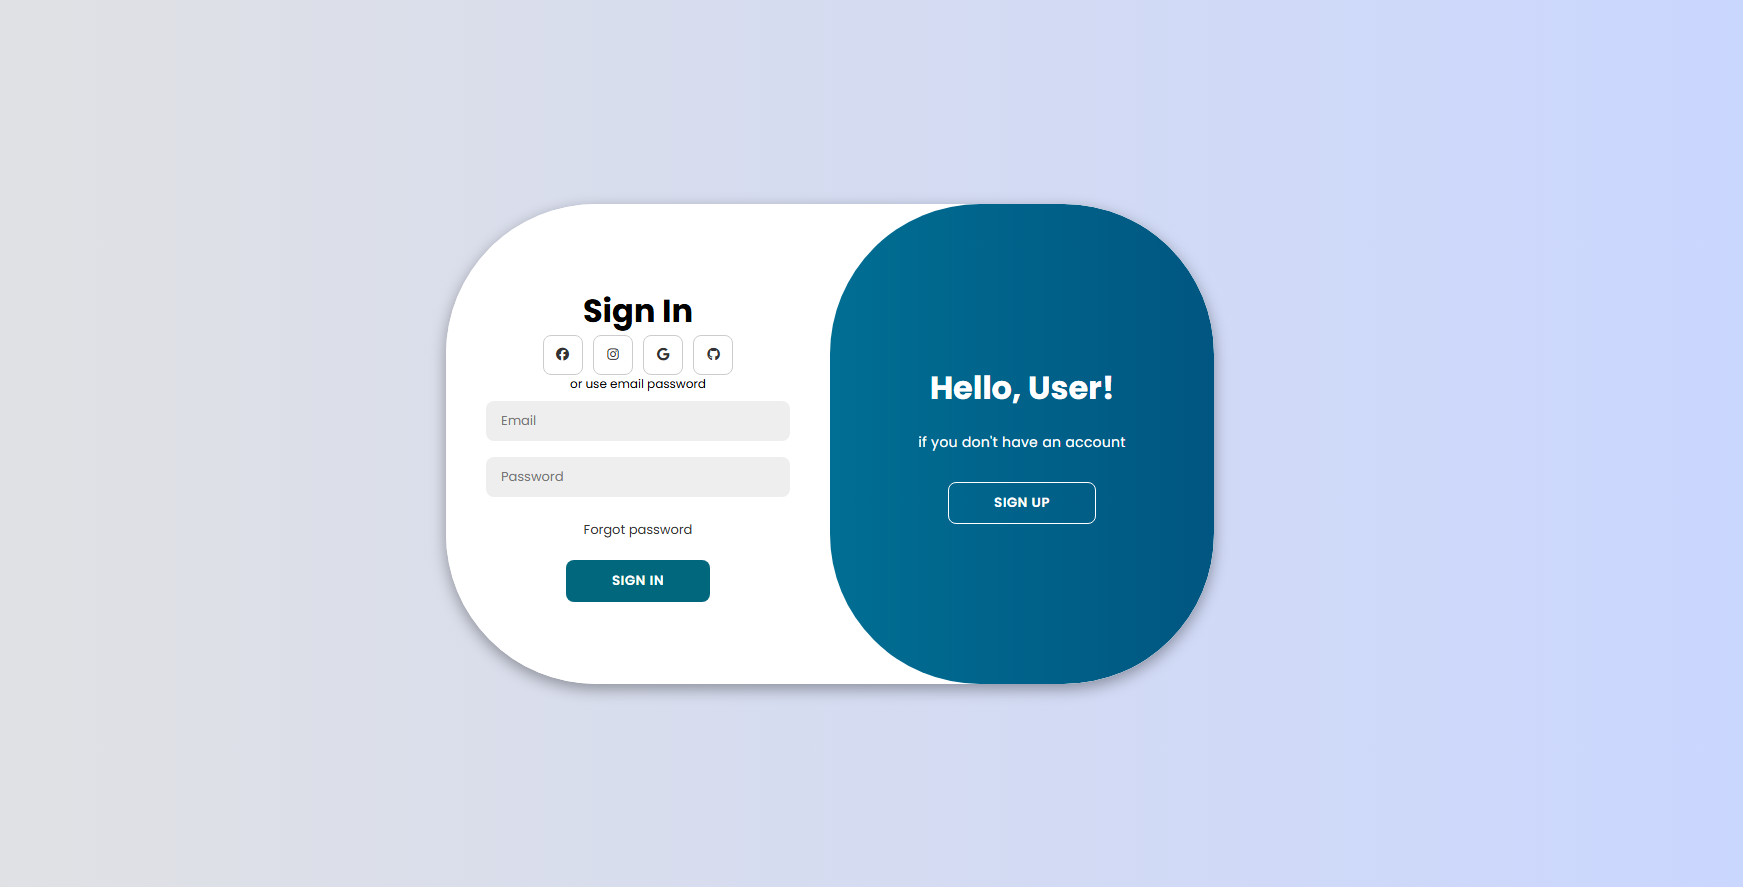 Sign In
or use email password
Email
Password
Forgot password
SIGN IN
Hello, User!
if you don't have an account
SIGN UP